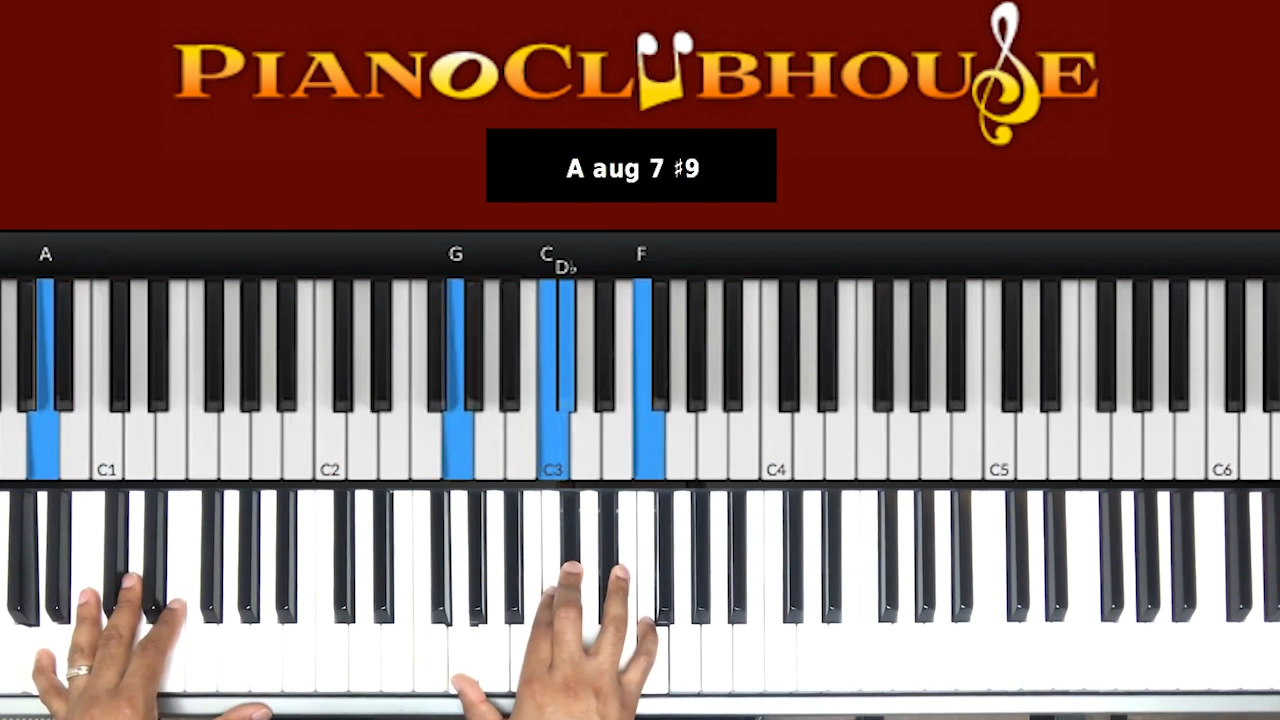 PIANOCLUBHOUSE
A aug 7 ♯9
A G C F
D♭
C1 C2 C3 C4 C5 C6